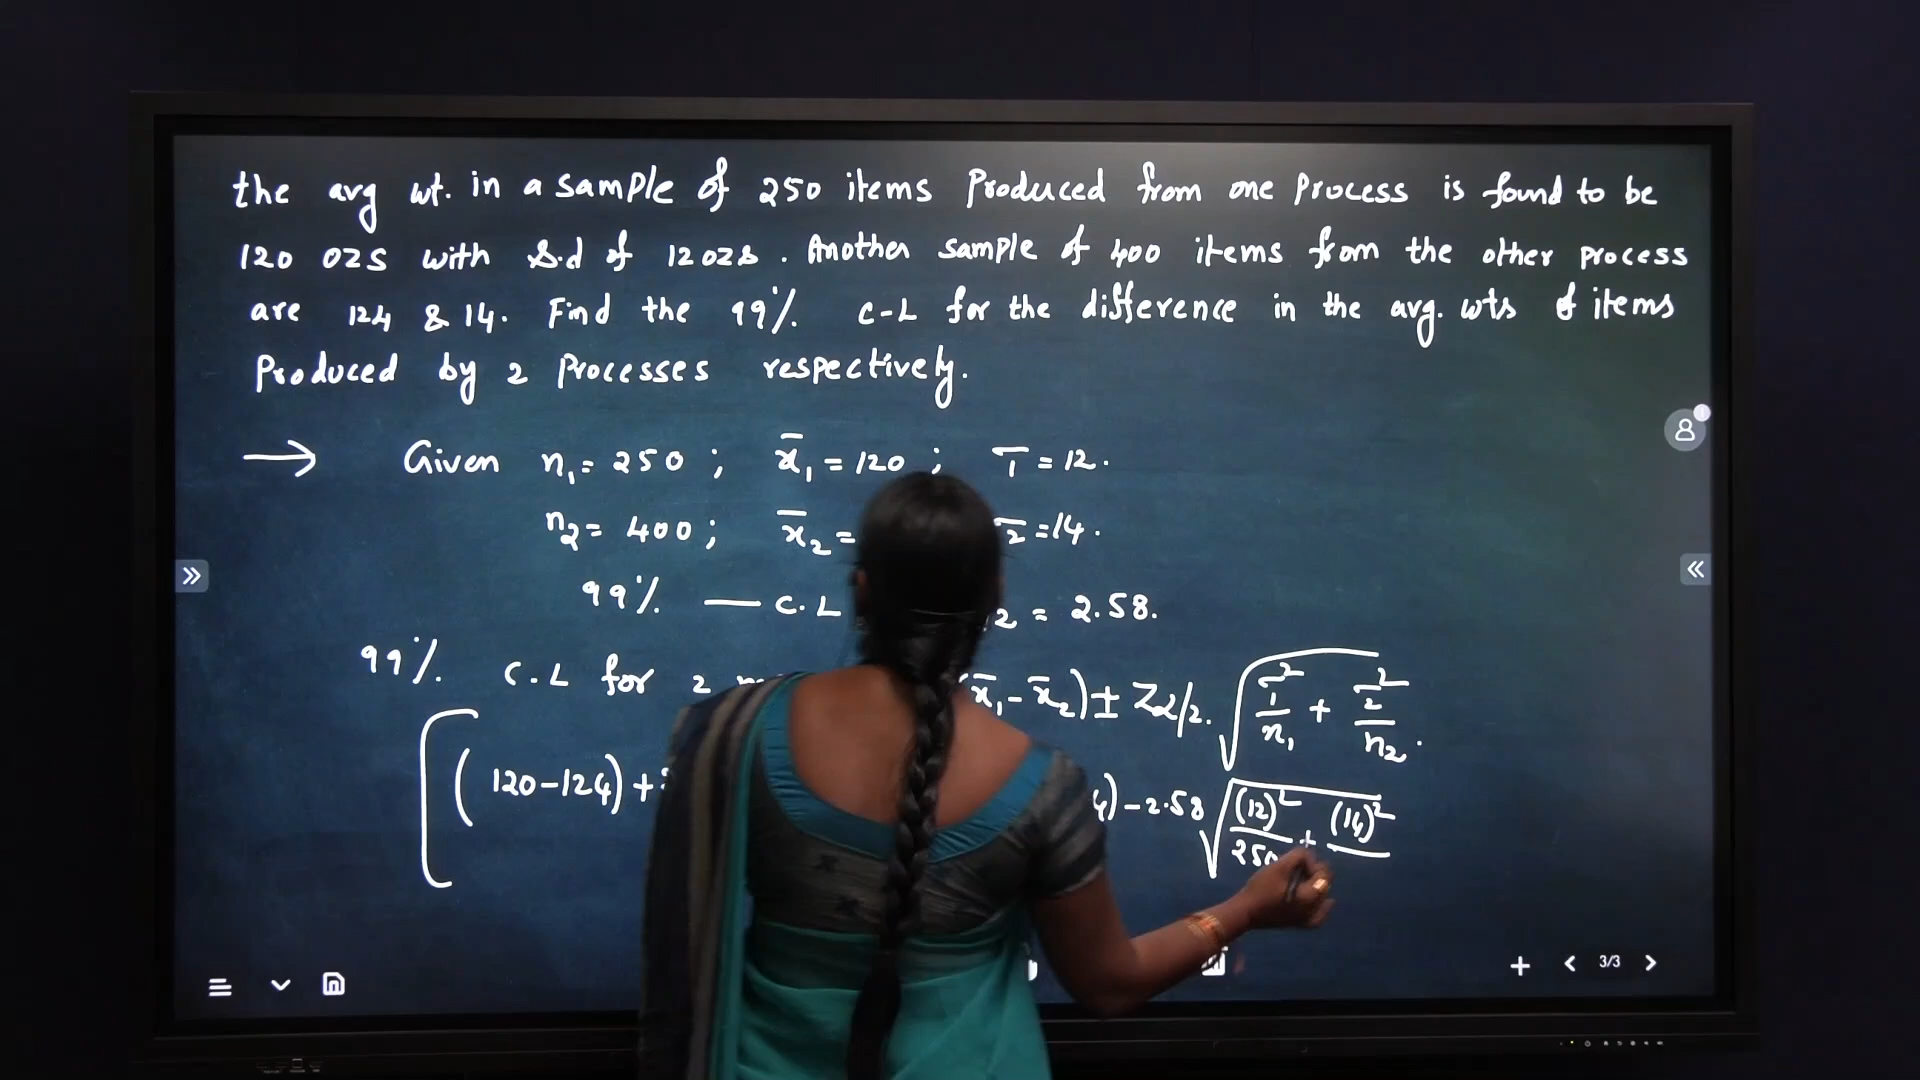 the avg wt. in a sample of 250 items produced from one process is found to be
120 ozs with s.d of 12 ozs. Another sample of 400 items from the other process
are 124 & 14. Find the 99% C-L for the difference in the avg. wts of items
produced by 2 processes respectively.
→ Given n₁ = 250 ; x̄₁ = 120 ; σ₁ = 12.
n₂ = 400 ; x̄₂ = σ₂ = 14.
99% — C.L 2 = 2.58.
99% C.L for 2 (x̄₁ - x̄₂) ± Zα/2. √(σ₁²/n₁ + σ₂²/n₂).
[ (120-124) + 4) - 2.58 √((12)²/250 + (14)²/
3/3